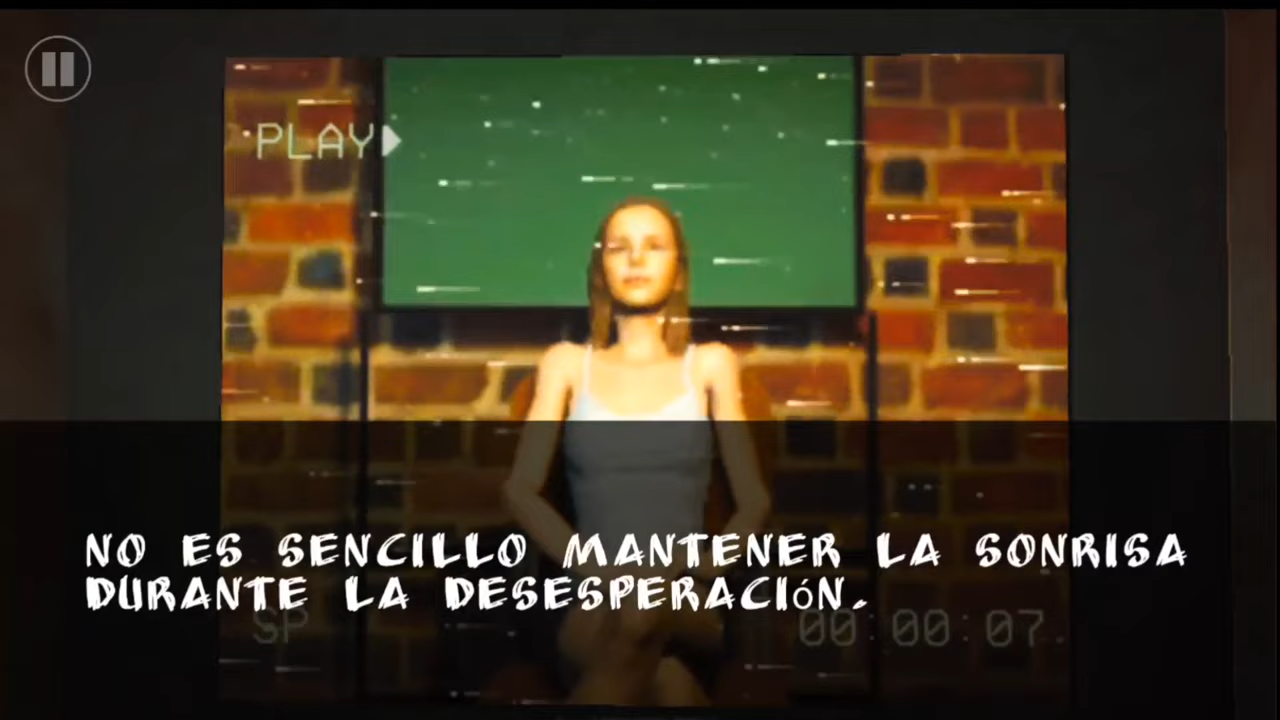 PLAY
NO ES SENCILLO MANTENER LA SONRISA
DURANTE LA DESESPERACIÓN.
SP 00:00:07.